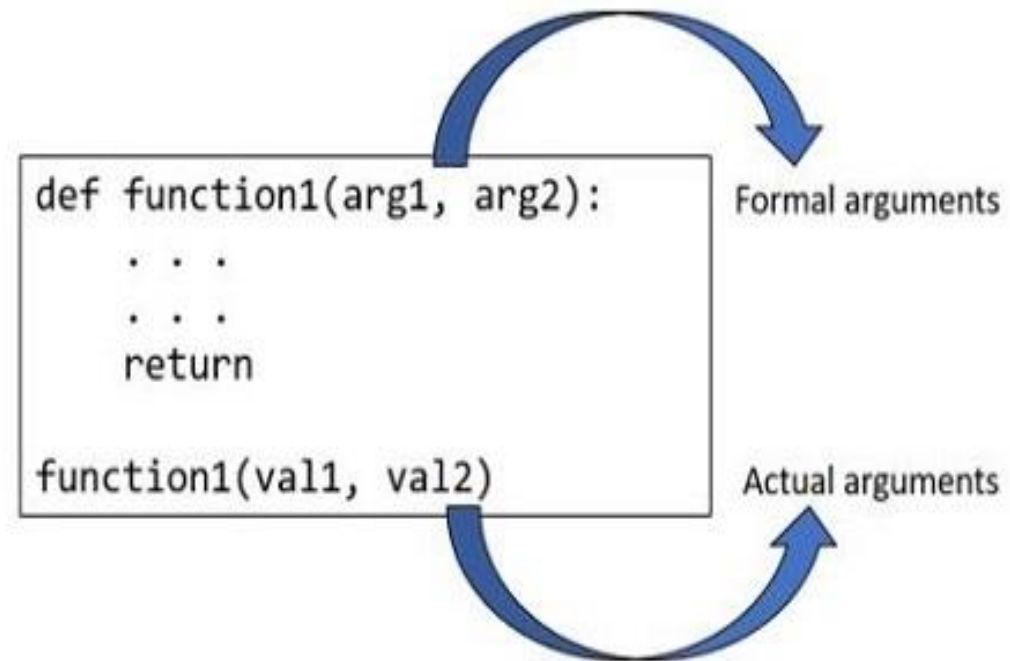 def function1(arg1, arg2):
. . .
. . .
return
function1(val1, val2)
Formal arguments
Actual arguments